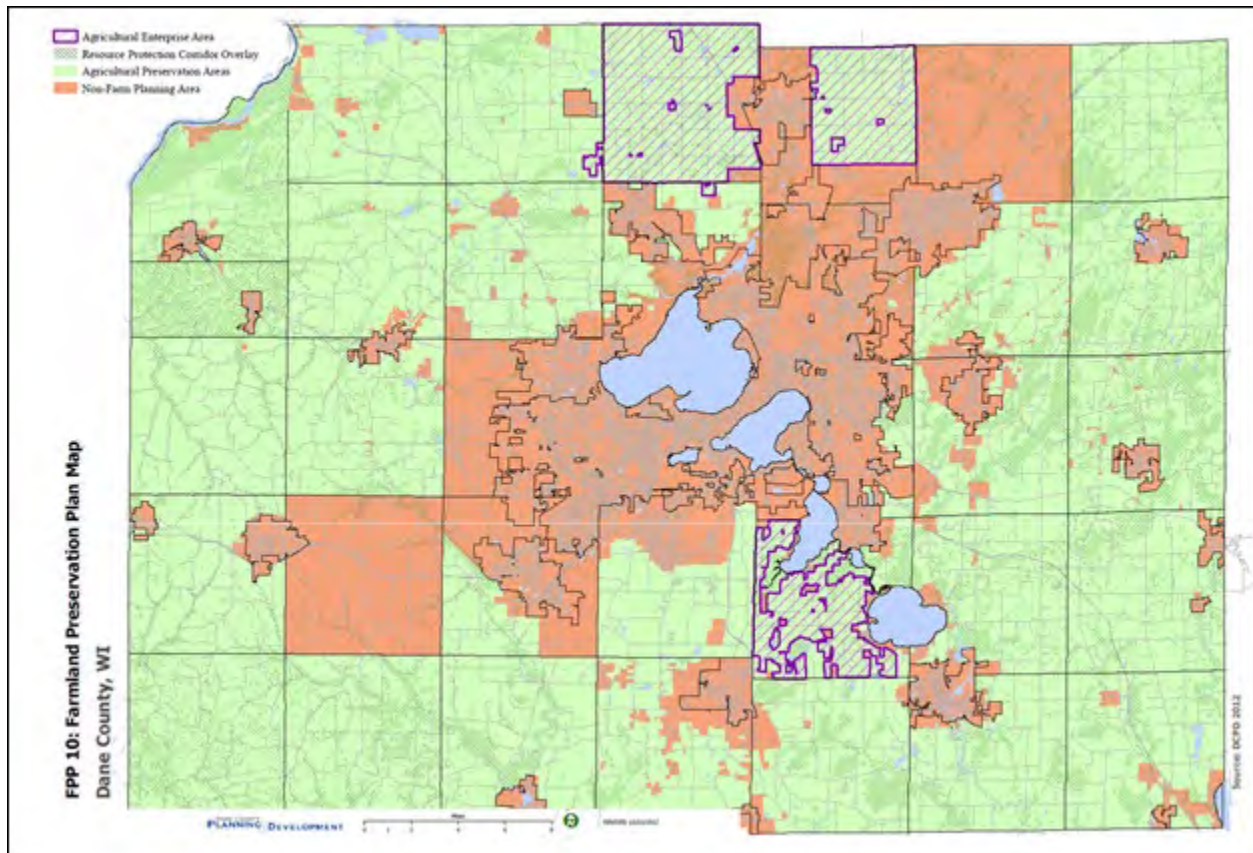 Agricultural Enterprise Area
Resource Protection Corridor Overlay
Agricultural Preservation Areas
Non-Farm Planning Area
FPP 10: Farmland Preservation Plan Map
Dane County, WI
PLANNING DEVELOPMENT
Source: DCPD 2012